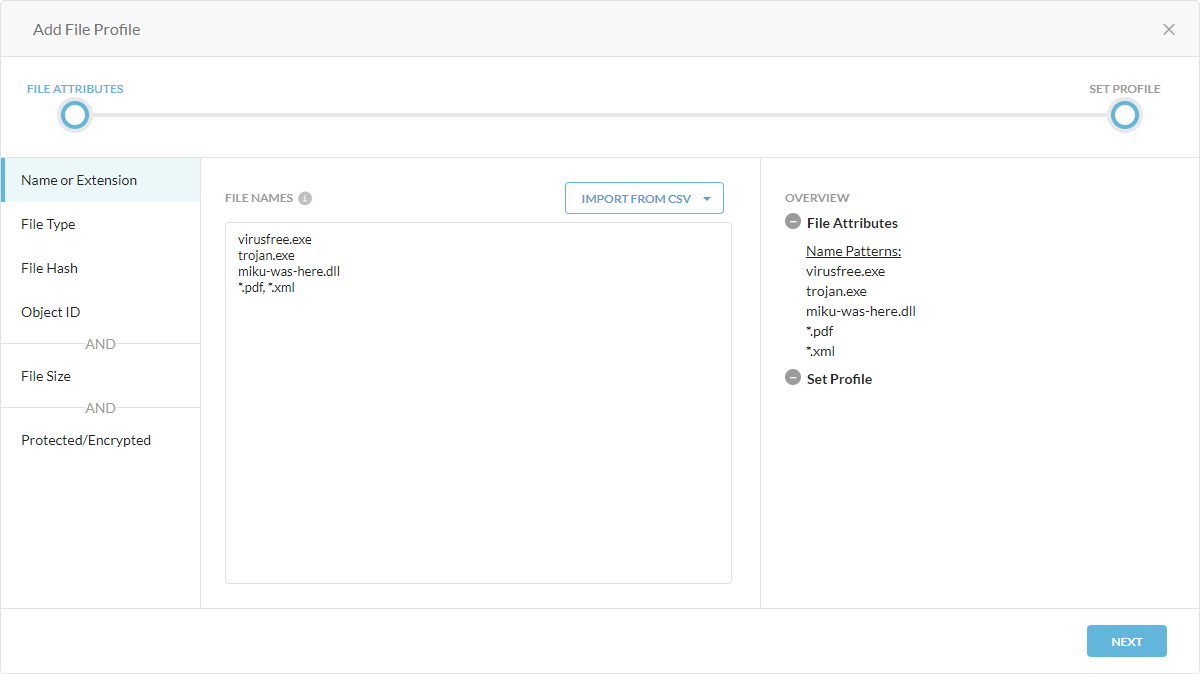 Add File Profile
FILE ATTRIBUTES
SET PROFILE
Name or Extension
File Type
File Hash
Object ID
AND
File Size
AND
Protected/Encrypted
FILE NAMES
IMPORT FROM CSV
virusfree.exe
trojan.exe
miku-was-here.dll
*.pdf, *.xml
OVERVIEW
File Attributes
Name Patterns:
virusfree.exe
trojan.exe
miku-was-here.dll
*.pdf
*.xml
Set Profile
NEXT